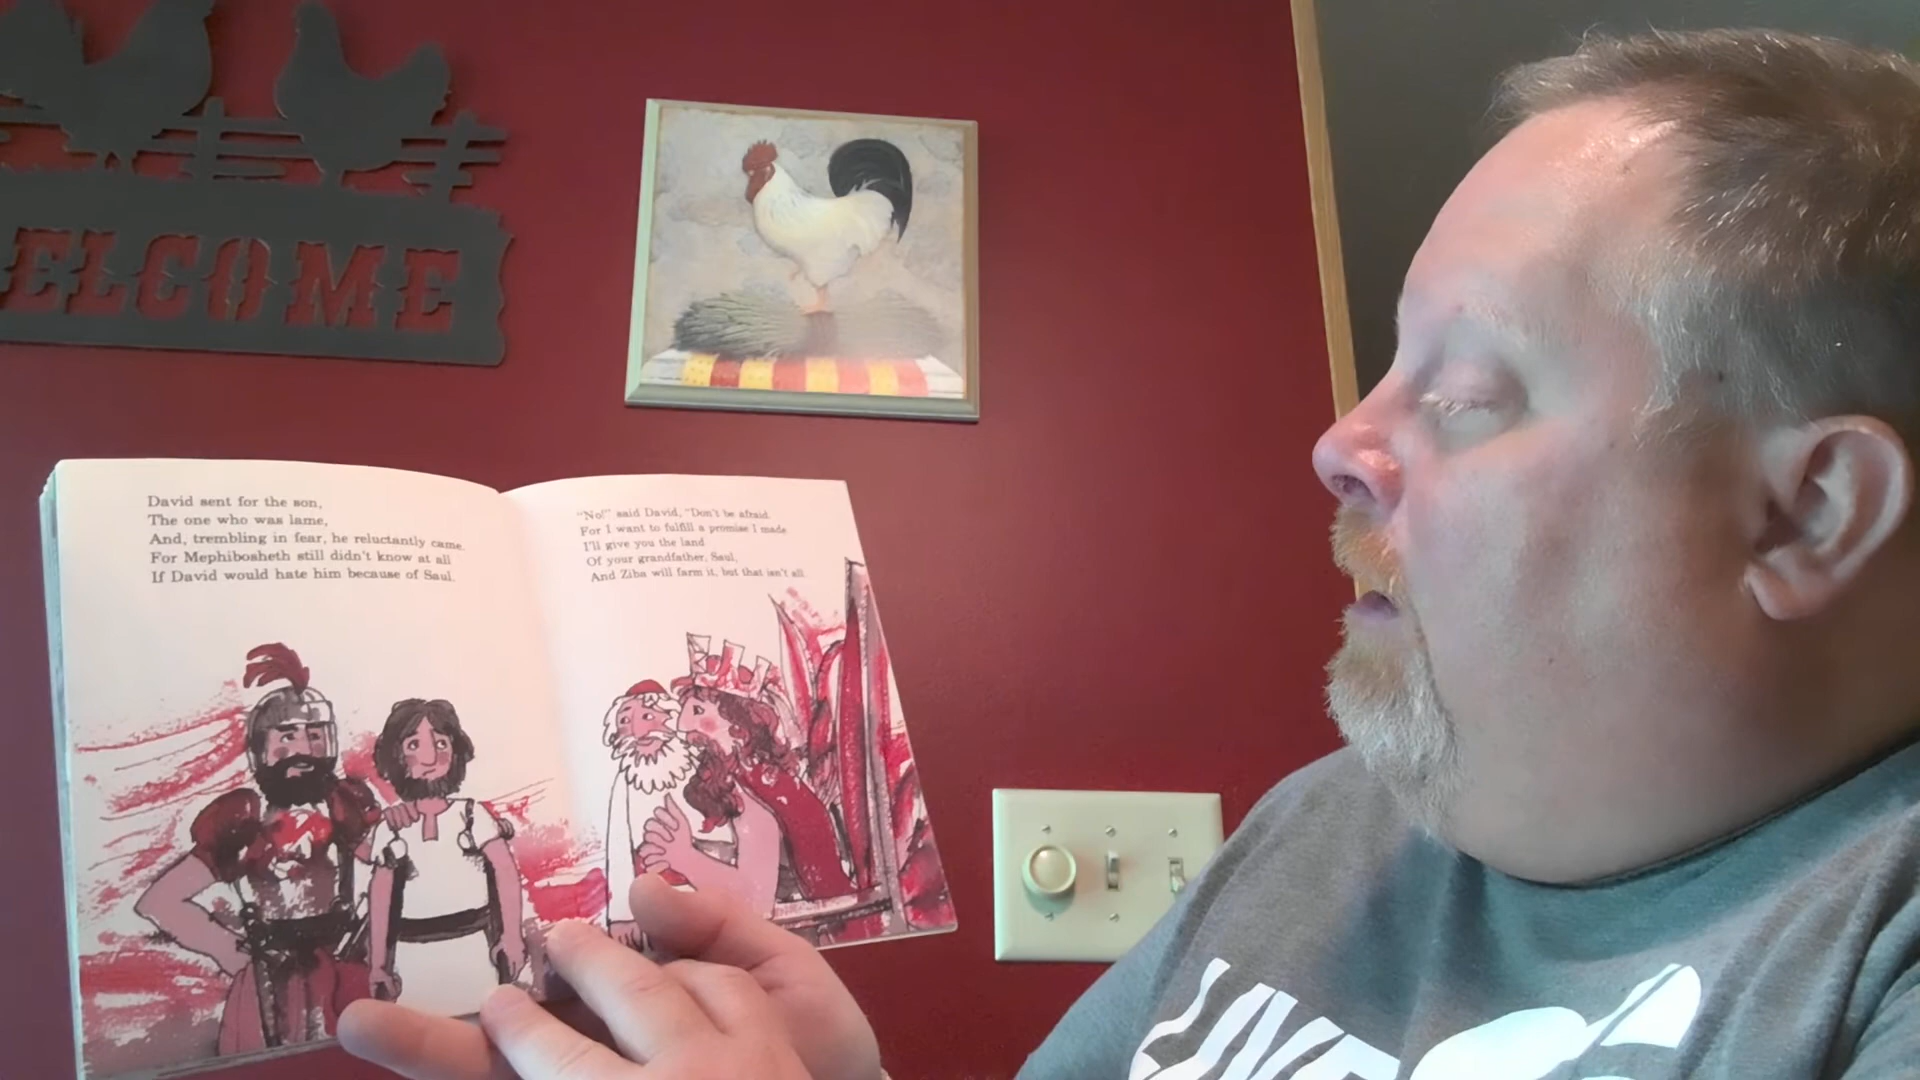 ELCOME
David sent for the son,
The one who was lame,
And, trembling in fear, he reluctantly came.
For Mephibosheth still didn't know at all
If David would hate him because of Saul.
"No!" said David, "Don't be afraid.
For I want to fulfill a promise I made
I'll give you the land
Of your grandfather, Saul,
And Ziba will farm it, but that isn't all.